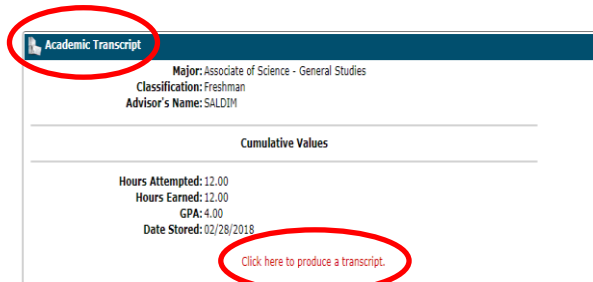 Academic Transcript
Major: Associate of Science - General Studies
Classification: Freshman
Advisor's Name: SALDIM
Cumulative Values
Hours Attempted: 12.00
Hours Earned: 12.00
GPA: 4.00
Date Stored: 02/28/2018
Click here to produce a transcript.